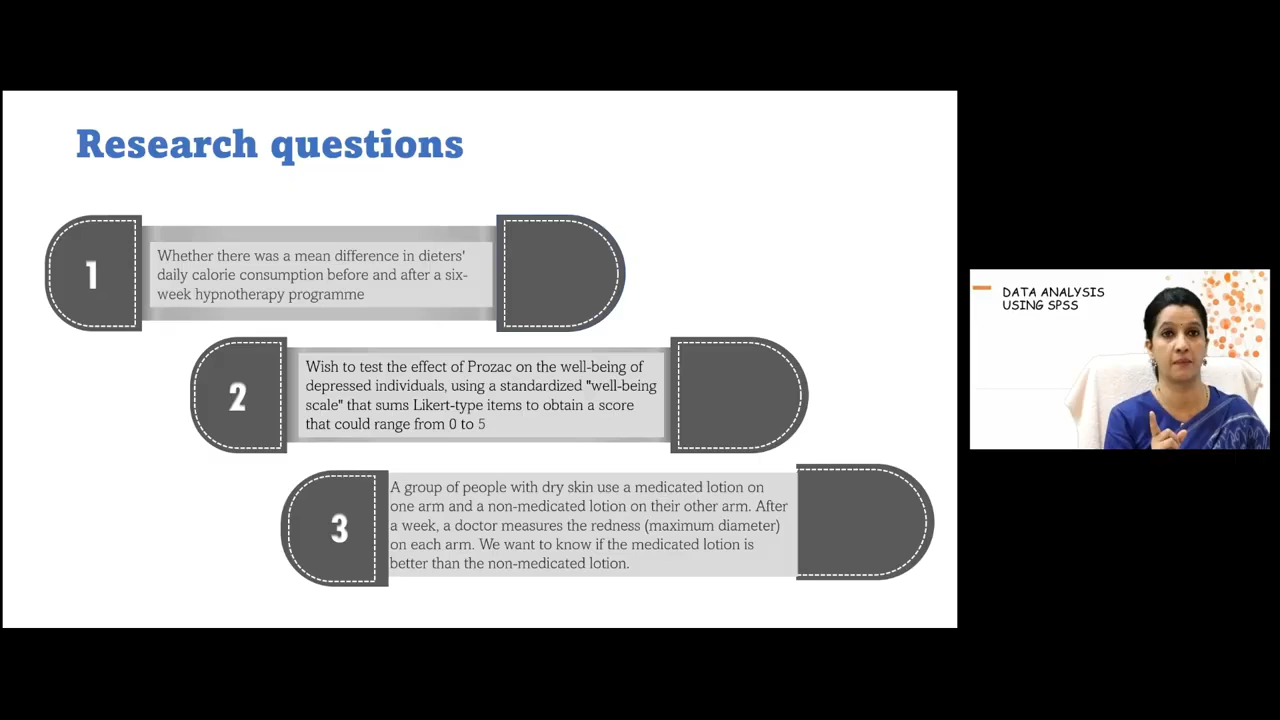 Research questions
1
Whether there was a mean difference in dieters'
daily calorie consumption before and after a six-
week hypnotherapy programme
2
Wish to test the effect of Prozac on the well-being of
depressed individuals, using a standardized "well-being
scale" that sums Likert-type items to obtain a score
that could range from 0 to 5
3
A group of people with dry skin use a medicated lotion on
one arm and a non-medicated lotion on their other arm. After
a week, a doctor measures the redness (maximum diameter)
on each arm. We want to know if the medicated lotion is
better than the non-medicated lotion.
DATA ANALYSIS
USING SPSS